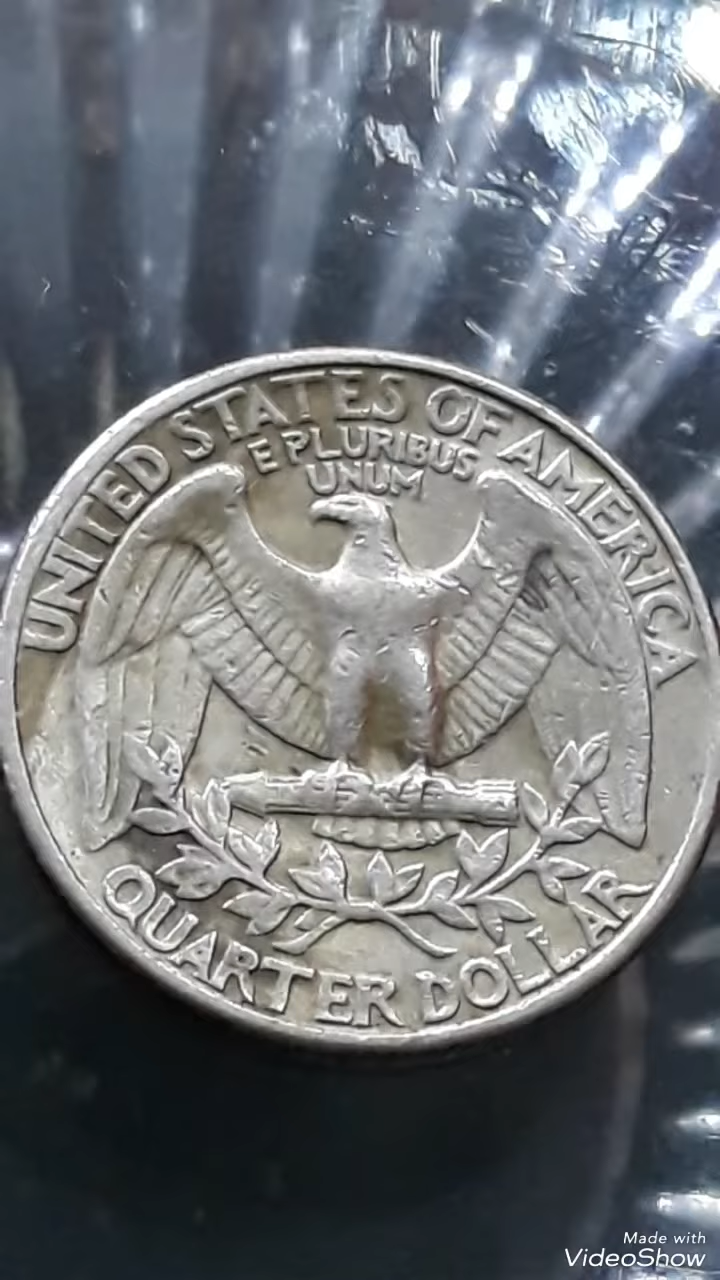 UNITED STATES OF AMERICA
E PLURIBUS
UNUM
QUARTER DOLLAR
Made with
VideoShow